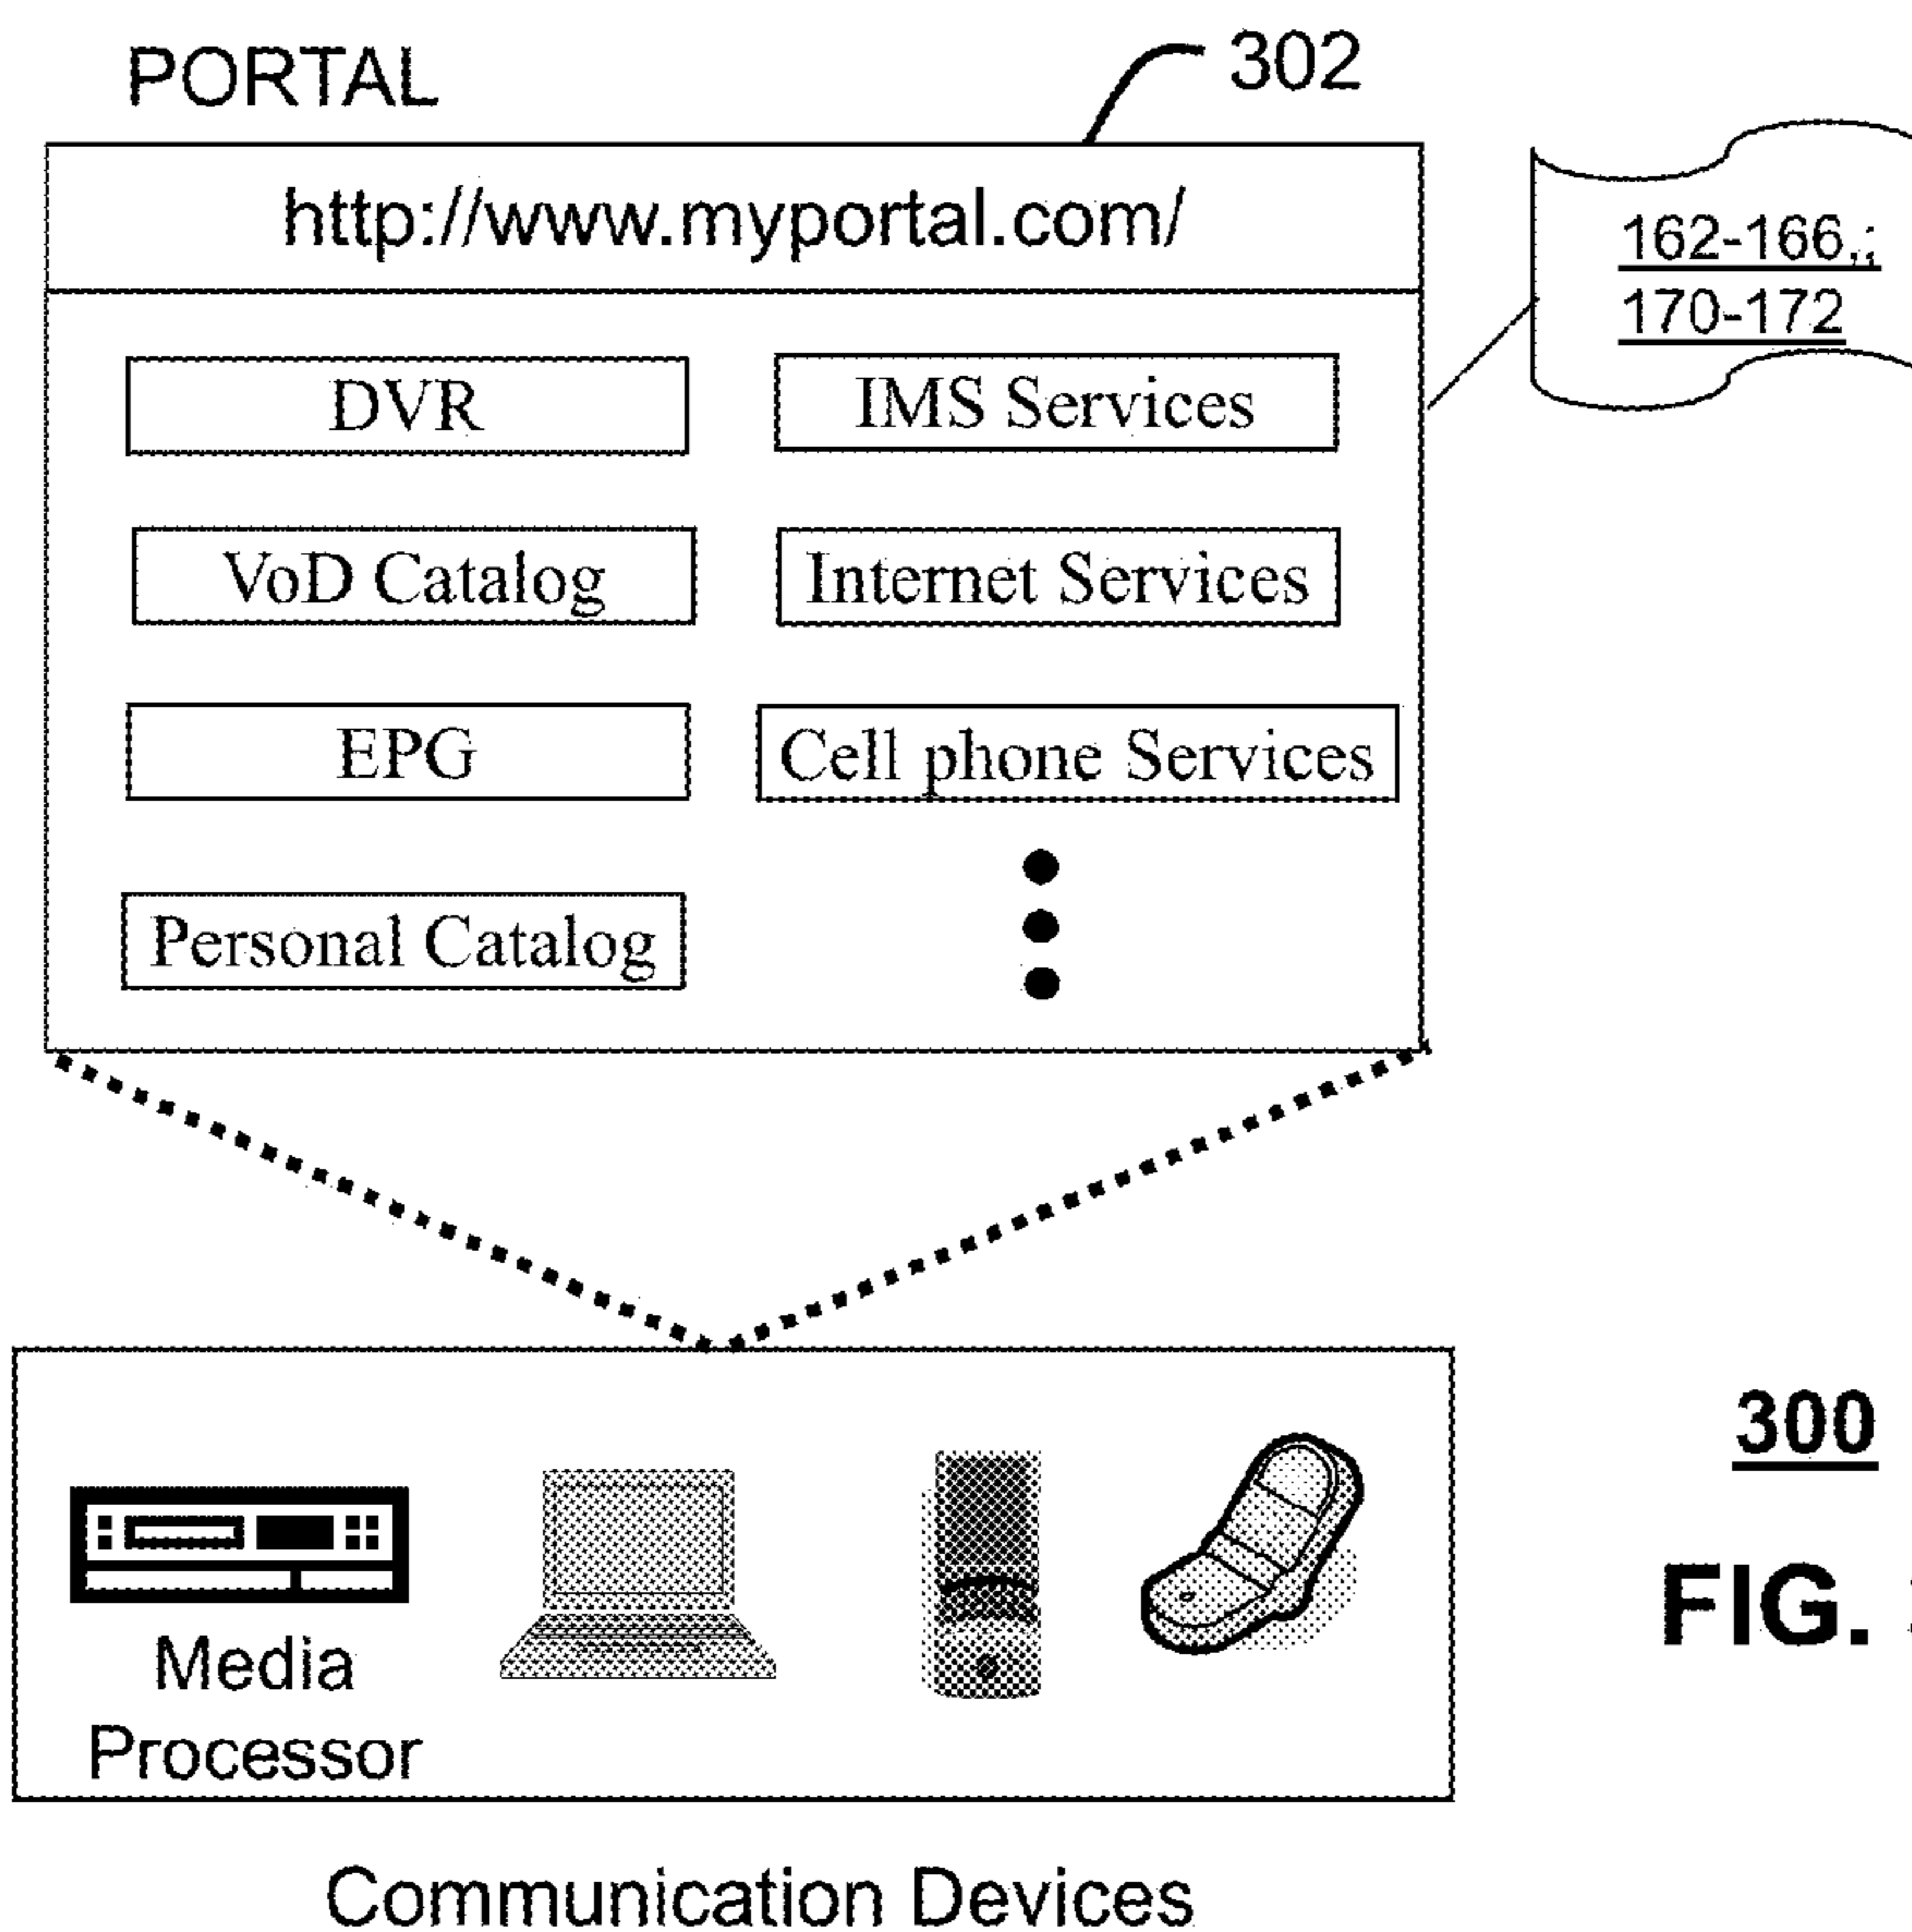 PORTAL
302
http://www.myportal.com/
162-166,;
170-172
DVR
IMS Services
VoD Catalog
Internet Services
EPG
Cell phone Services
Personal Catalog
300
FIG.
Media
Processor
Communication Devices